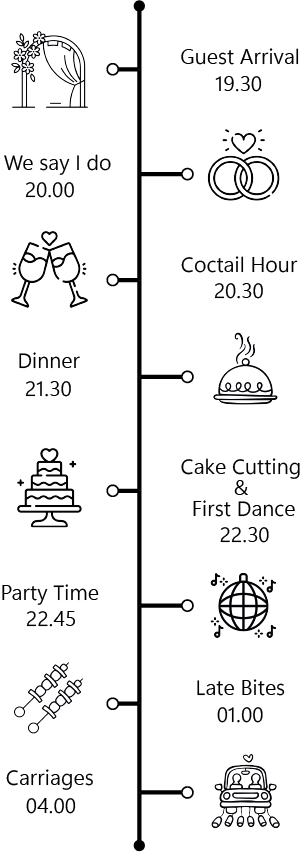 Guest Arrival
19.30
We say I do
20.00
Coctail Hour
20.30
Dinner
21.30
Cake Cutting
&
First Dance
22.30
Party Time
22.45
Late Bites
01.00
Carriages
04.00